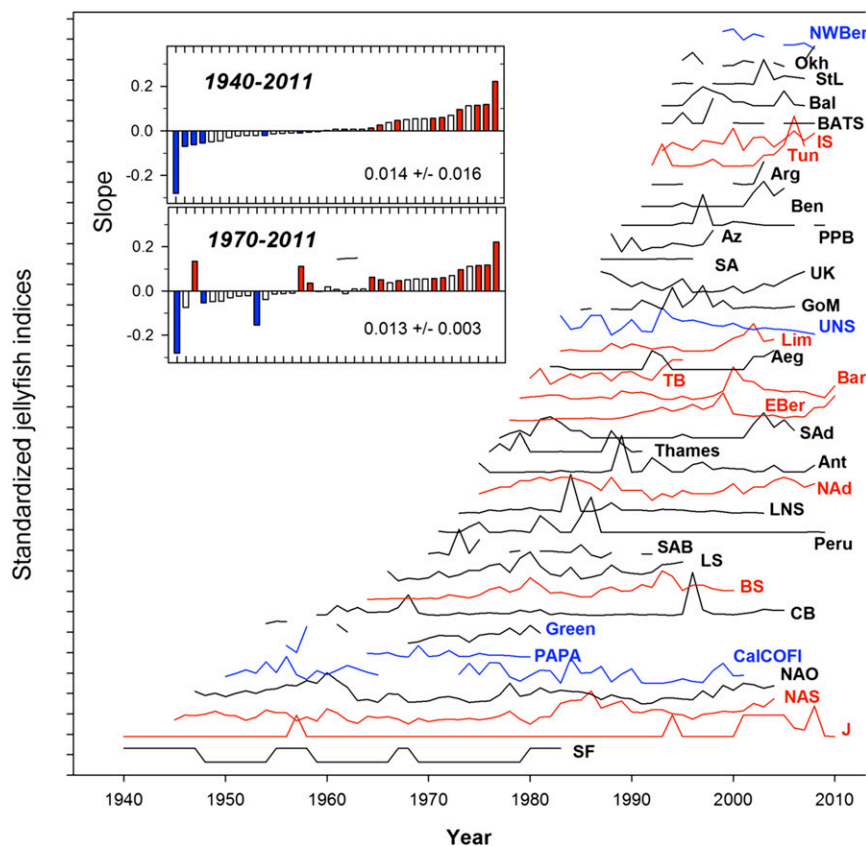 NWBer
Okh
StL
Bal
BATS
IS
Tun
Arg
Ben
Az
PPB
SA
UK
GoM
UNS
Lim
Aeg
TB
Bar
EBer
SAd
Thames
Ant
NAd
LNS
Peru
SAB
LS
BS
CB
Green
PAPA
CalCOFI
NAO
NAS
J
SF
1940-2011
0.2
0.0
-0.2
0.014 +/- 0.016
Slope
1970-2011
0.2
0.0
-0.2
0.013 +/- 0.003
Standardized jellyfish indices
1940 1950 1960 1970 1980 1990 2000 2010
Year